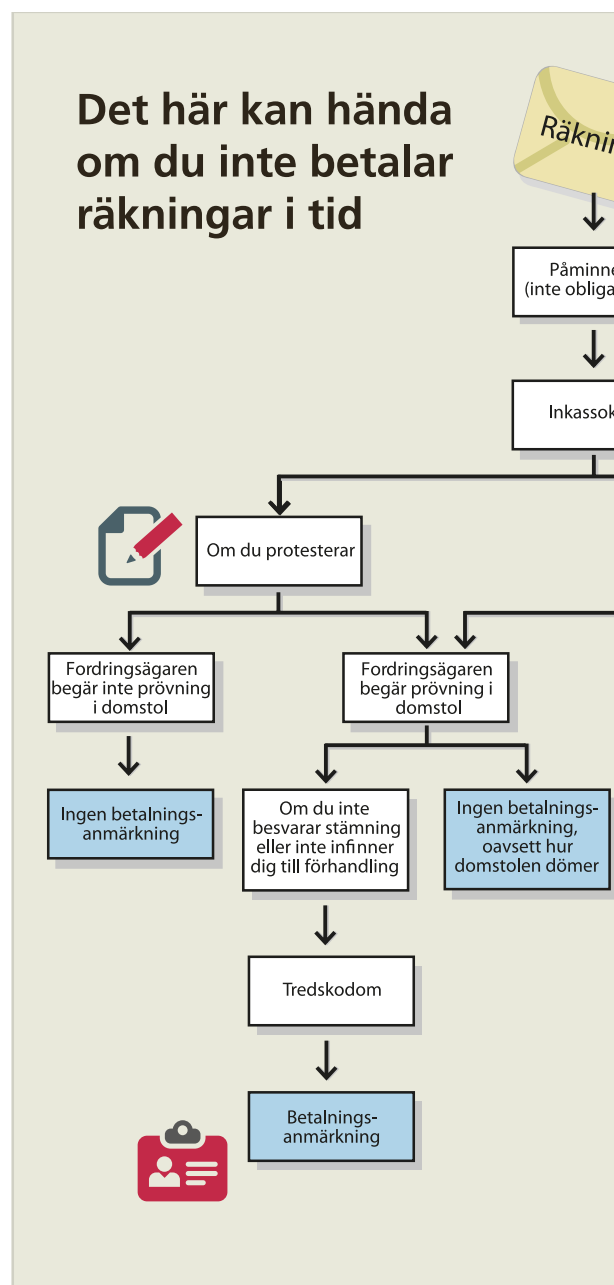 Det här kan hända
om du inte betalar
räkningar i tid
Räknin
Påminne
(inte obliga
Inkassok
Om du protesterar
Fordringsägaren
begär inte prövning
i domstol
Fordringsägaren
begär prövning i
domstol
Ingen betalnings-
anmärkning
Om du inte
besvarar stämning
eller inte infinner
dig till förhandling
Ingen betalnings-
anmärkning,
oavsett hur
domstolen dömer
Tredskodom
Betalnings-
anmärkning